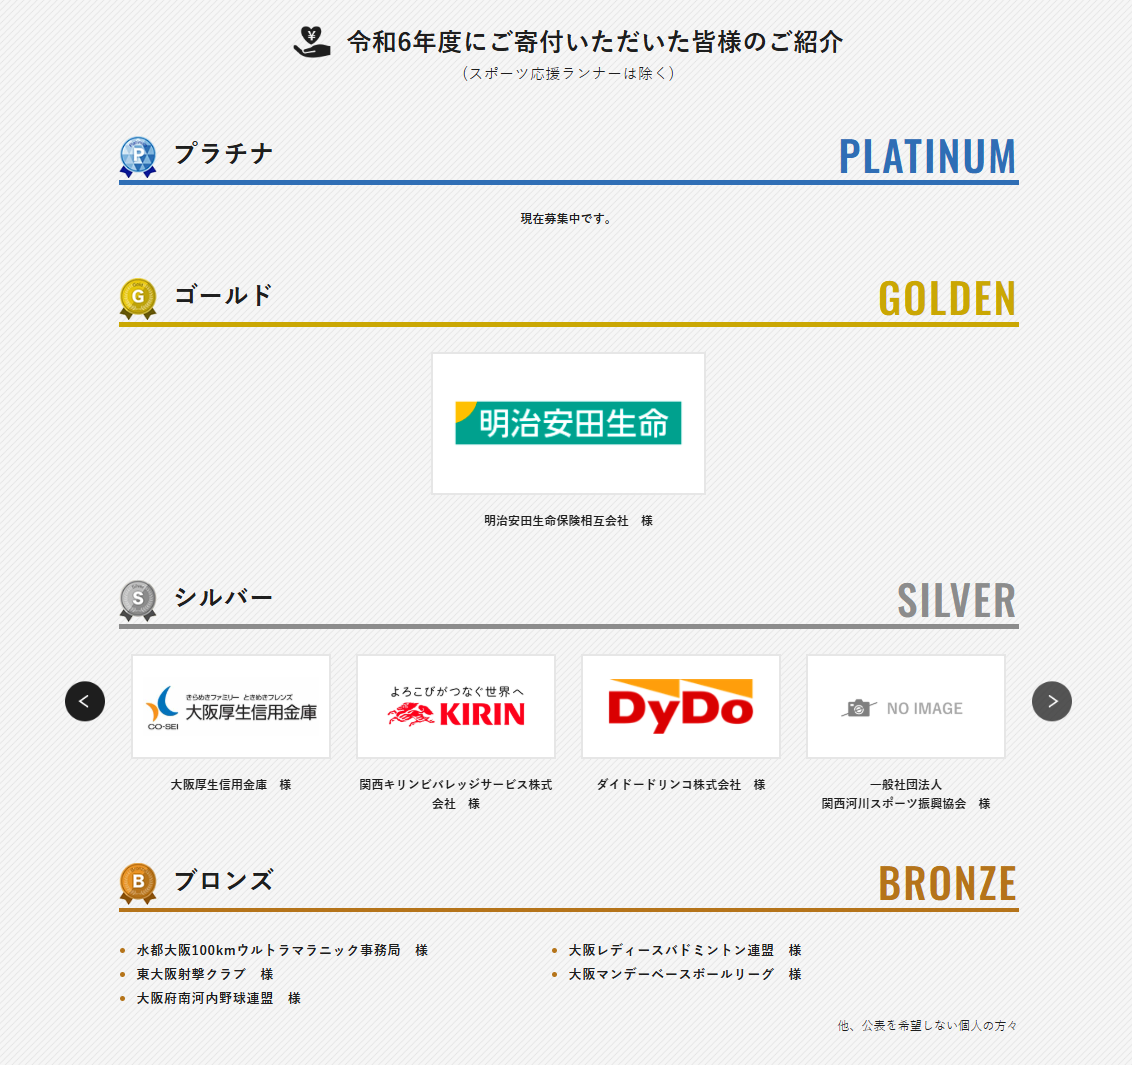 令和6年度にご寄付いただいた皆様のご紹介
(スポーツ応援ランナーは除く)
P プラチナ PLATINUM
現在募集中です。
G ゴールド GOLDEN
明治安田生命
明治安田生命保険相互会社　様
S シルバー SILVER
きらめきファミリー ときめきフレンズ
大阪厚生信用金庫
CO-SEI
よろこびがつなぐ世界へ
KIRIN
DyDo
NO IMAGE
大阪厚生信用金庫　様
関西キリンビバレッジサービス株式
会社　様
ダイドードリンコ株式会社　様
一般社団法人
関西河川スポーツ振興協会　様
B ブロンズ BRONZE
水都大阪100kmウルトラマラニック事務局　様
大阪レディースバドミントン連盟　様
東大阪射撃クラブ　様
大阪マンデーベースボールリーグ　様
大阪府南河内野球連盟　様
他、公表を希望しない個人の方々